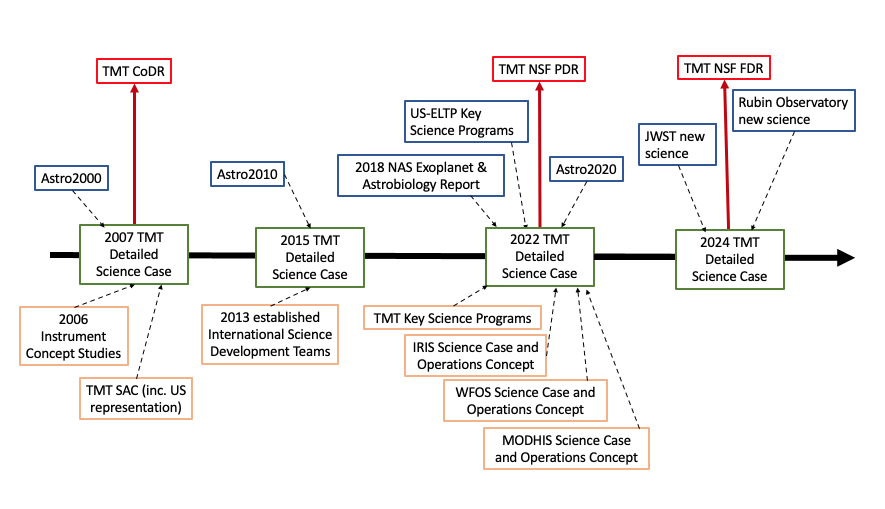 TMT CoDR
TMT NSF PDR
TMT NSF FDR
US-ELTP Key
Science Programs
Rubin Observatory
new science
JWST new
science
Astro2000
Astro2010
2018 NAS Exoplanet &
Astrobiology Report
Astro2020
2007 TMT
Detailed
Science Case
2015 TMT
Detailed
Science Case
2022 TMT
Detailed
Science Case
2024 TMT
Detailed
Science Case
2006
Instrument
Concept Studies
2013 established
International Science
Development Teams
TMT Key Science Programs
IRIS Science Case and
Operations Concept
TMT SAC (inc. US
representation)
WFOS Science Case and
Operations Concept
MODHIS Science Case
and Operations Concept